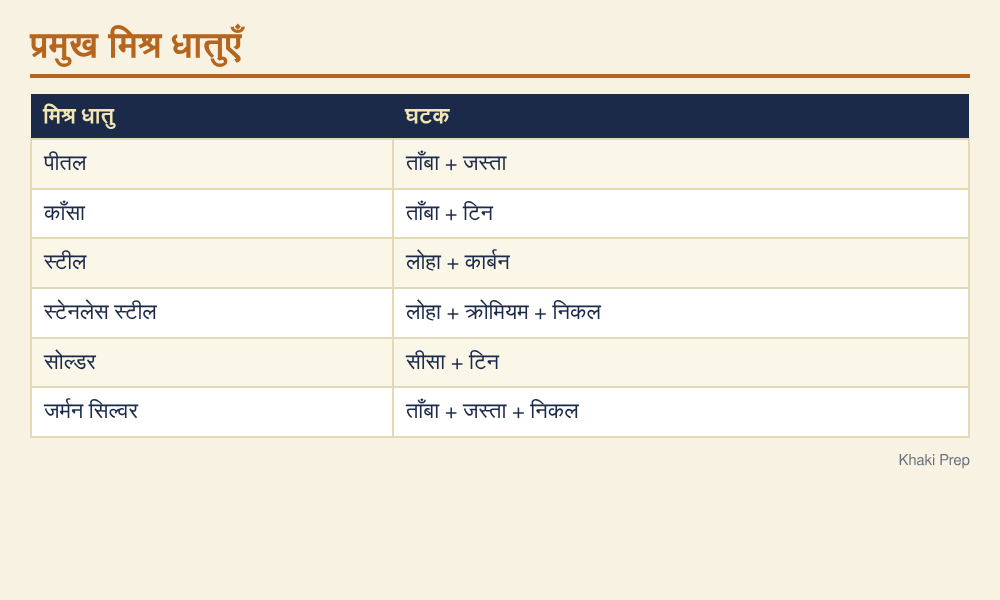 प्रमुख मिश्र धातुएँ
मिश्र धातु घटक
पीतल ताँबा + जस्ता
काँसा ताँबा + टिन
स्टील लोहा + कार्बन
स्टेनलेस स्टील लोहा + क्रोमियम + निकल
सोल्डर सीसा + टिन
जर्मन सिल्वर ताँबा + जस्ता + निकल
Khaki Prep